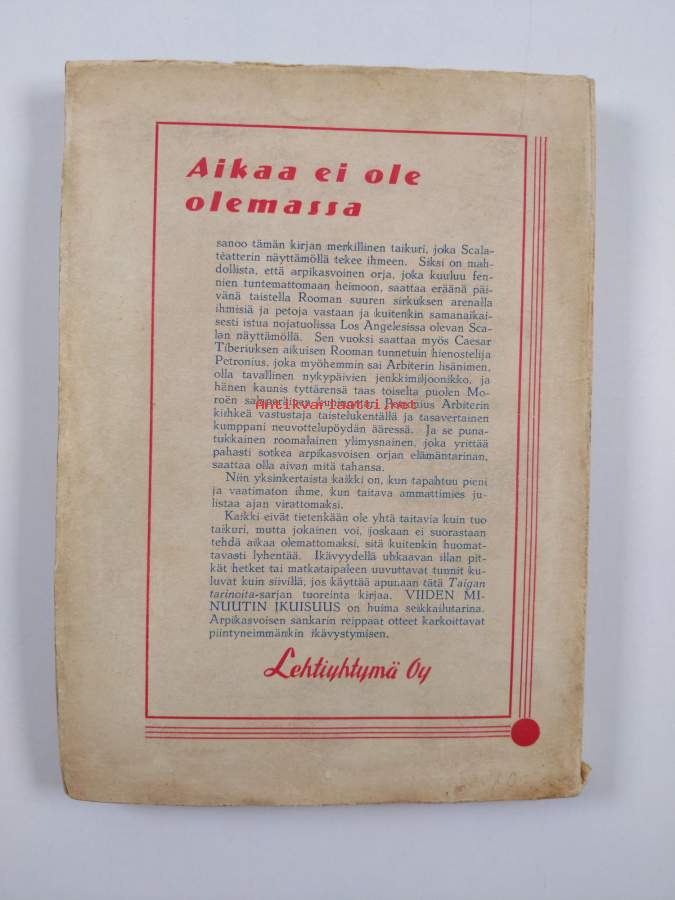 Aikaa ei ole
olemassa
sanoo tämän kirjan merkillinen taikuri, joka Scala-
teatterin näyttämöllä tekee ihmeen. Siksi on mah-
dollista, että arpikasvoinen orja, joka kuuluu fen-
nien tuntemattomaan heimoon, saattaa eräänä päi-
vänä taistella Rooman suuren sirkuksen arenalla
ihmisiä ja petoja vastaan ja kuitenkin samanaikai-
sesti istua nojatuolissa Los Angelesissa olevan Sca-
lan näyttämöllä. Sen vuoksi saattaa myös Caesar
Tiberiuksen aikuisen Rooman tunnetuin hienostelija
Petronius, joka myöhemmin sai Arbiterin lisänimen,
olla tavallinen nykypäivien jenkkimiljoonikko, ja
hänen kaunis tyttärensä taas toiselta puolen Mo-
roën salaperäinen kuningatar, Petronius Arbiterin
Antikvariaatti.net
kiihkeä vastustaja taistelukentällä ja tasavertainen
kumppani neuvottelupöydän ääressä. Ja se puna-
tukkainen roomalainen ylimysnainen, joka yrittää
pahasti sotkea arpikasvoisen orjan elämäntarinan,
saattaa olla aivan mitä tahansa.
Niin yksinkertaista kaikki on, kun tapahtuu pieni
ja vaatimaton ihme, kun taitava ammattimies ju-
listaa ajan virattomaksi.
Kaikki eivät tietenkään ole yhtä taitavia kuin tuo
taikuri, mutta jokainen voi, joskaan ei suorastaan
tehdä aikaa olemattomaksi, sitä kuitenkin huomat-
tavasti lyhentää. Ikävyydellä uhkaavan illan pit-
kät hetket tai matkataipaleen uuvuttavat tunnit ku-
luvat kuin siivillä, jos käyttää apunaan tätä Taigan
tarinoita-sarjan tuoreinta kirjaa. VIIDEN MI-
NUUTIN IKUISUUS on huima seikkailutarina.
Arpikasvoisen sankarin reippaat otteet karkoittavat
piintyneimmänkin ikävystymisen.
Lehtiyhtymä Oy